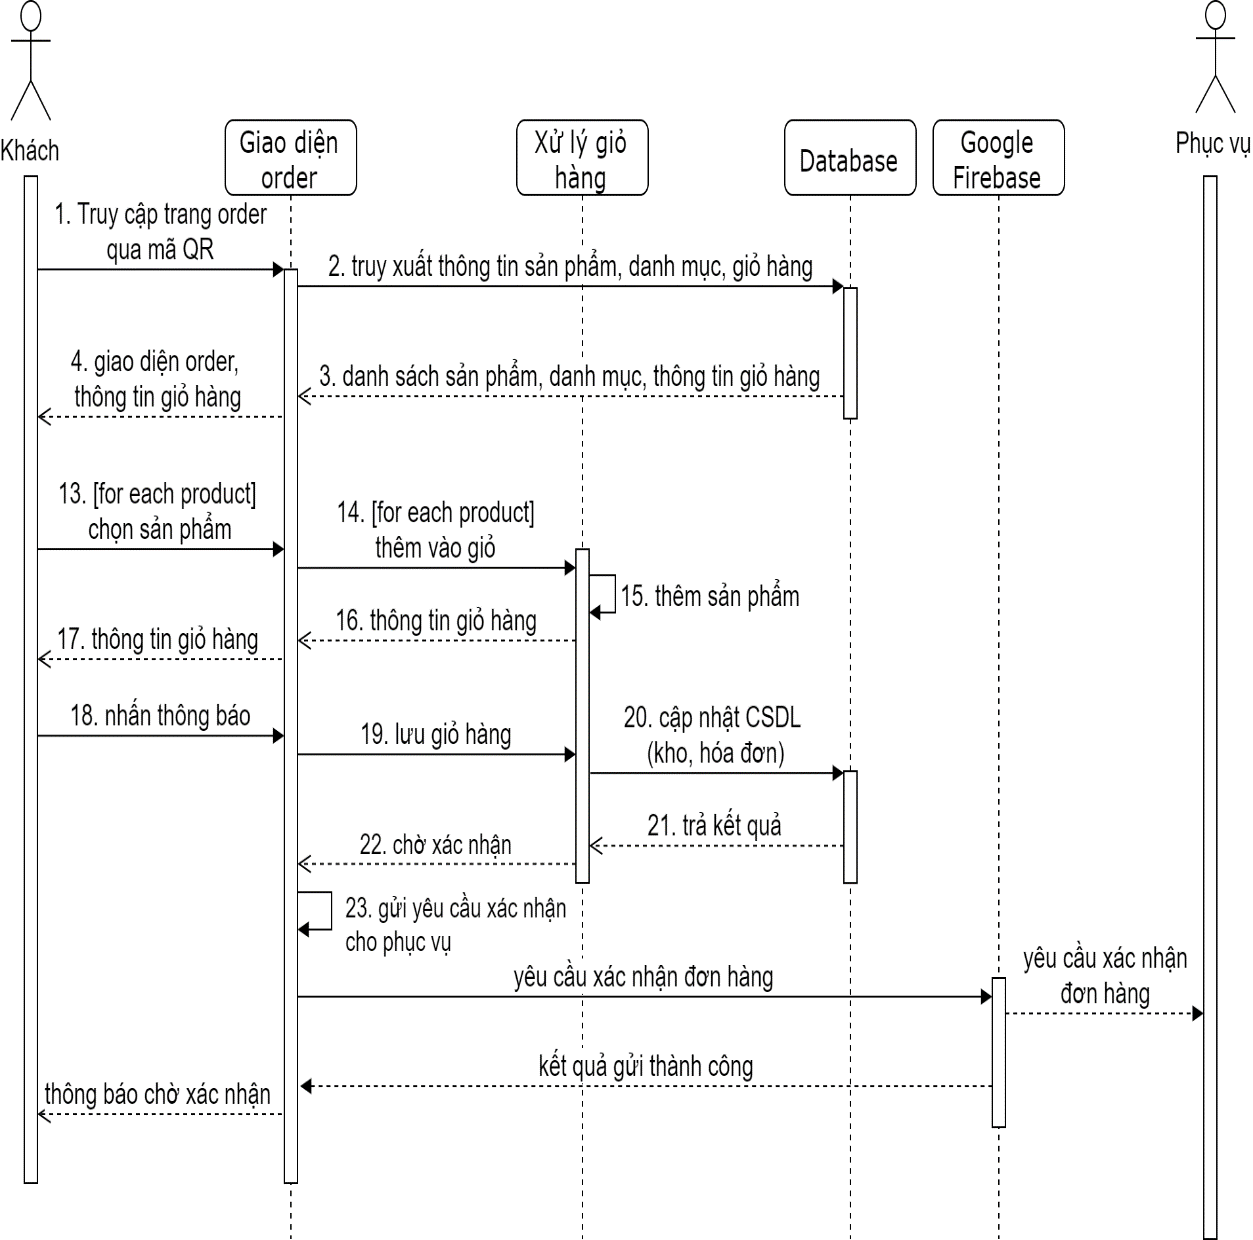 Khách
Giao diện
order
Xử lý giỏ
hàng
Database
Google
Firebase
Phục vụ
1. Truy cập trang order
qua mã QR
2. truy xuất thông tin sản phẩm, danh mục, giỏ hàng
4. giao diện order,
thông tin giỏ hàng
3. danh sách sản phẩm, danh mục, thông tin giỏ hàng
13. [for each product]
chọn sản phẩm
14. [for each product]
thêm vào giỏ
15. thêm sản phẩm
16. thông tin giỏ hàng
17. thông tin giỏ hàng
18. nhấn thông báo
19. lưu giỏ hàng
20. cập nhật CSDL
(kho, hóa đơn)
21. trả kết quả
22. chờ xác nhận
23. gửi yêu cầu xác nhận
cho phục vụ
yêu cầu xác nhận đơn hàng
yêu cầu xác nhận
đơn hàng
kết quả gửi thành công
thông báo chờ xác nhận